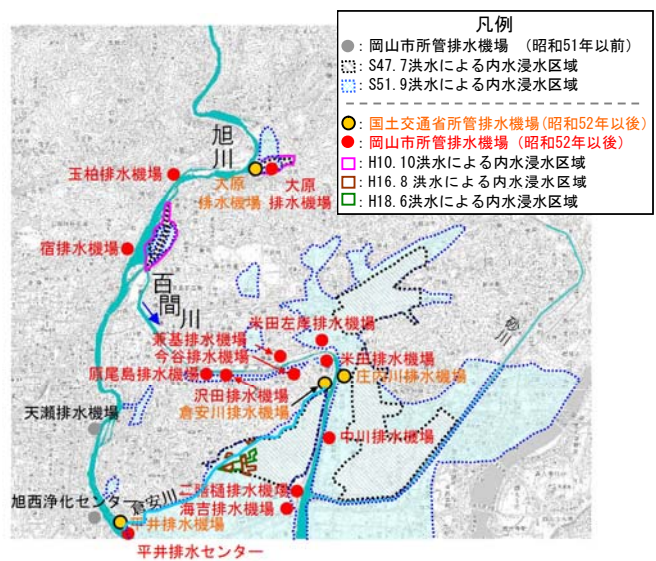 凡例
: 岡山市所管排水機場 （昭和51年以前）
: S47.7洪水による内水浸水区域
: S51.9洪水による内水浸水区域
: 国土交通省所管排水機場(昭和52年以後)
: 岡山市所管排水機場（昭和52年以後）
: H10.10洪水による内水浸水区域
: H16.8 洪水による内水浸水区域
: H18.6洪水による内水浸水区域
旭川
玉柏排水機場
大原
排水機場
大原
排水機場
宿排水機場
百間川
砂川
米田左岸排水機場
兼基排水機場
今谷排水機場
米田排水機場
原尾島排水機場
庄内川排水機場
沢田排水機場
倉安川排水機場
天瀬排水機場
中川排水機場
二階樋排水機場
旭西浄化センター
倉安川
海吉排水機場
平井排水機場
平井排水センター